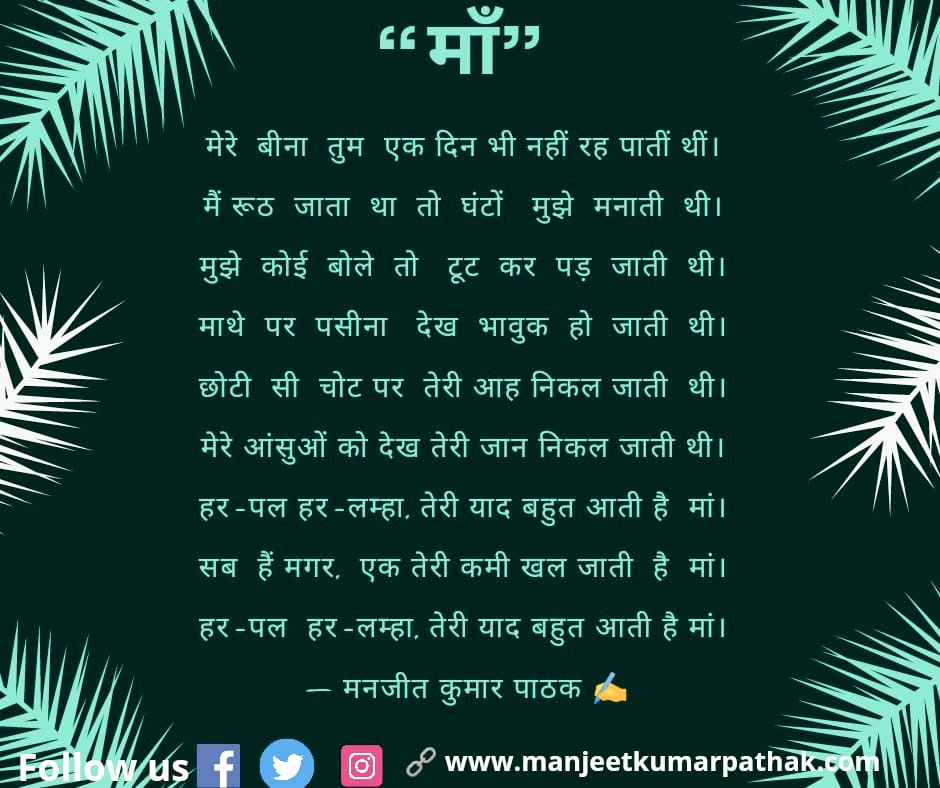 “माँ”
मेरे बीना तुम एक दिन भी नहीं रह पातीं थीं।
मैं रूठ जाता था तो घंटों मुझे मनाती थी।
मुझे कोई बोले तो टूट कर पड़ जाती थी।
माथे पर पसीना देख भावुक हो जाती थी।
छोटी सी चोट पर तेरी आह निकल जाती थी।
मेरे आंसुओं को देख तेरी जान निकल जाती थी।
हर-पल हर-लम्हा, तेरी याद बहुत आती है मां।
सब हैं मगर, एक तेरी कमी खल जाती है मां।
हर-पल हर-लम्हा, तेरी याद बहुत आती है मां।
— मनजीत कुमार पाठक ✍️
Follow us www.manjeetkumarpathak.com